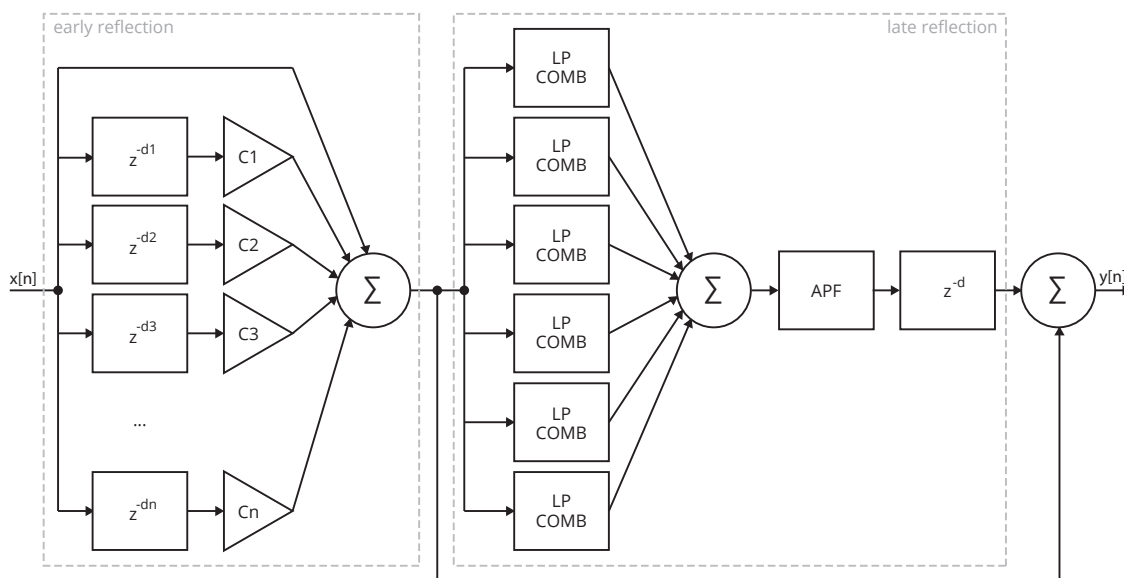 early reflection
late reflection
x[n]
z^-d1
C1
z^-d2
C2
z^-d3
C3
...
z^-dn
Cn
Σ
LP
COMB
LP
COMB
LP
COMB
LP
COMB
LP
COMB
LP
COMB
Σ
APF
z^-d
Σ
y[n]